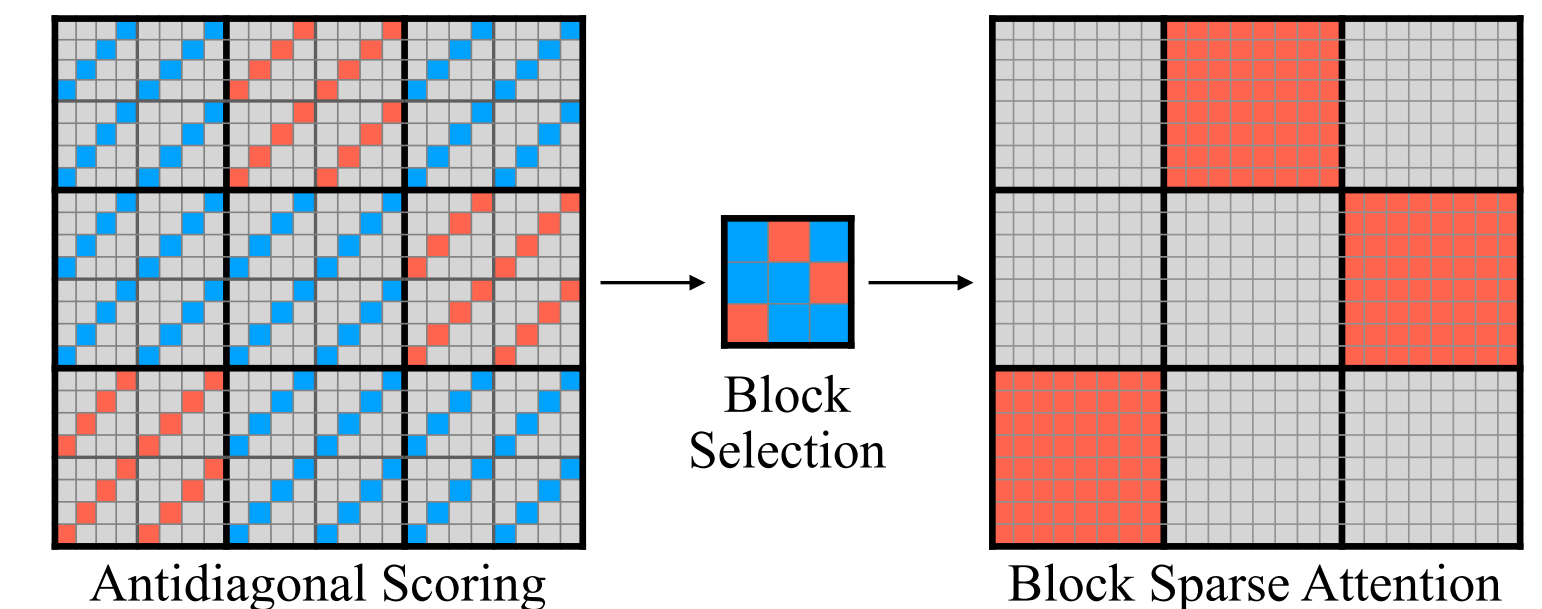 Antidiagonal Scoring
Block
Selection
Block Sparse Attention